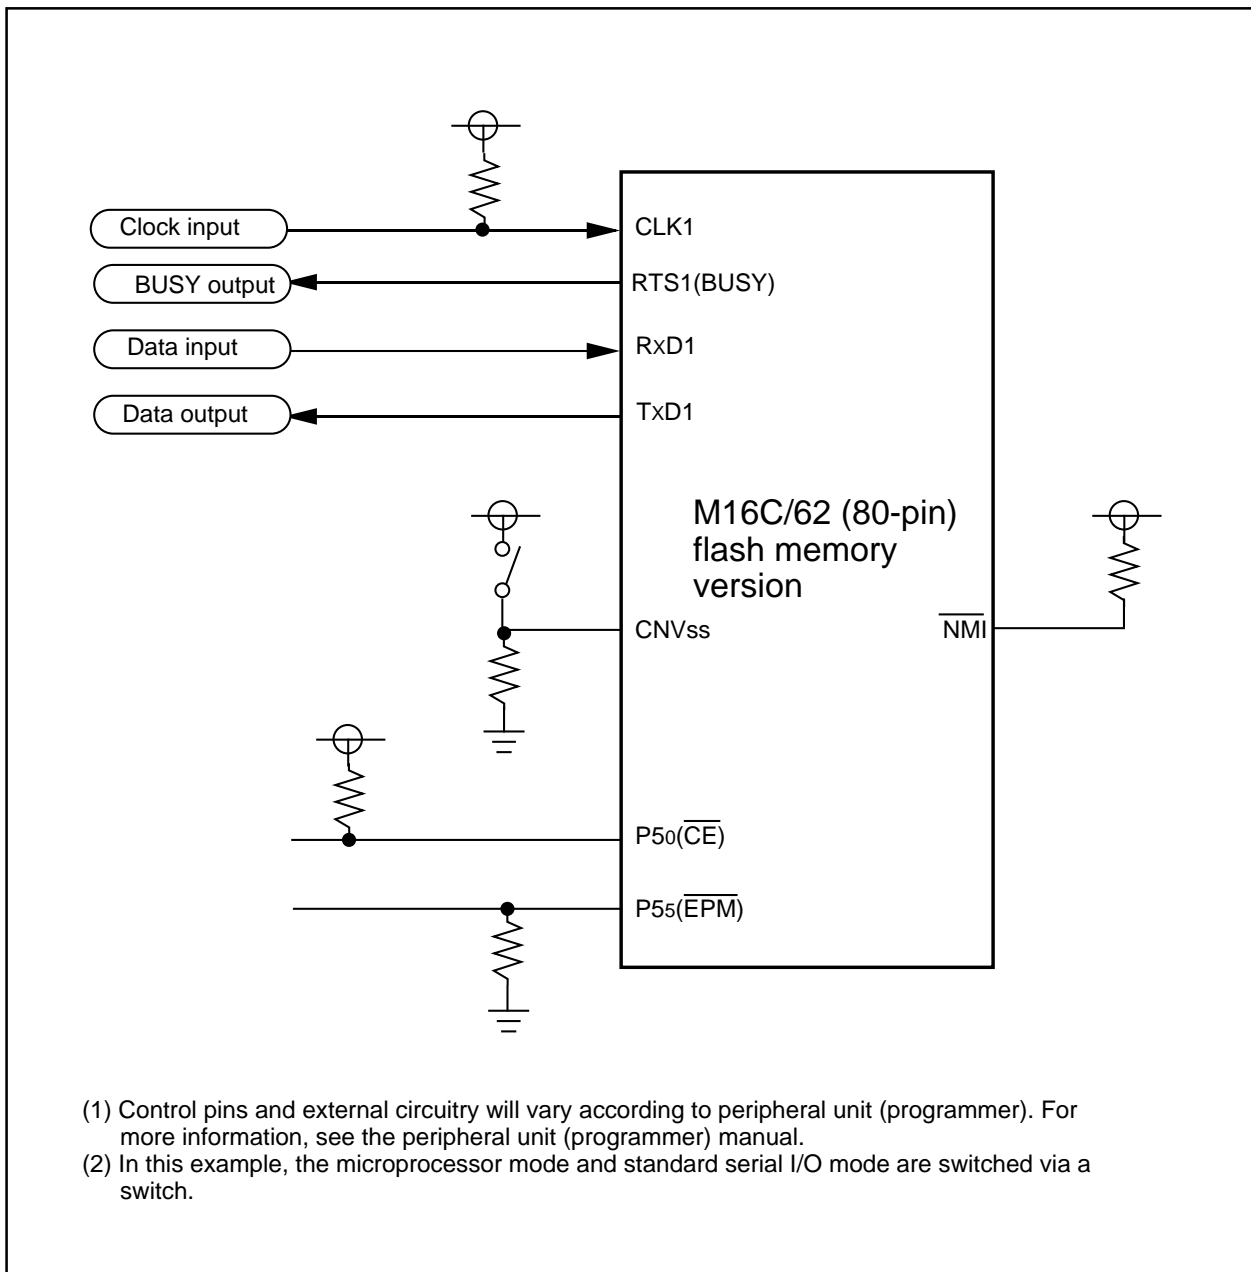 Clock input
CLK1
BUSY output
RTS1(BUSY)
Data input
RxD1
Data output
TxD1
M16C/62 (80-pin)
flash memory
version
CNVss
NMI
P50(CE)
P55(EPM)
(1) Control pins and external circuitry will vary according to peripheral unit (programmer). For
more information, see the peripheral unit (programmer) manual.
(2) In this example, the microprocessor mode and standard serial I/O mode are switched via a
switch.